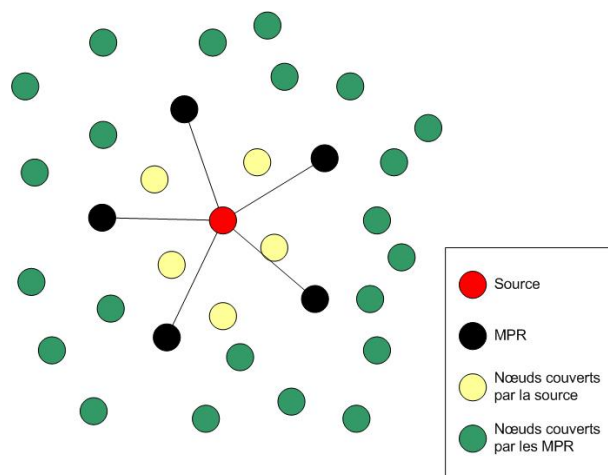 Source
MPR
Nœuds couverts
par la source
Nœuds couverts
par les MPR